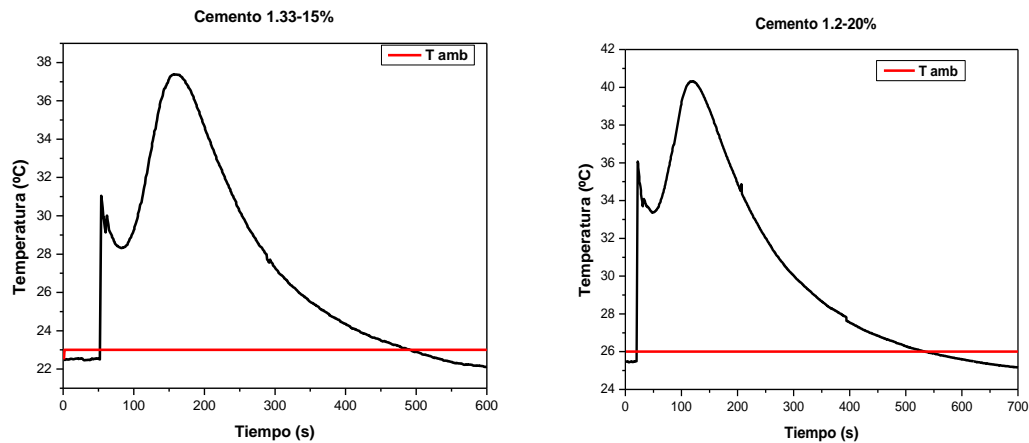 Cemento 1.33-15%
T amb
Temperatura (ºC)
38
36
34
32
30
28
26
24
22
0 100 200 300 400 500 600
Tiempo (s)
Cemento 1.2-20%
T amb
Temperatura (ºC)
42
40
38
36
34
32
30
28
26
24
0 100 200 300 400 500 600 700
Tiempo (s)